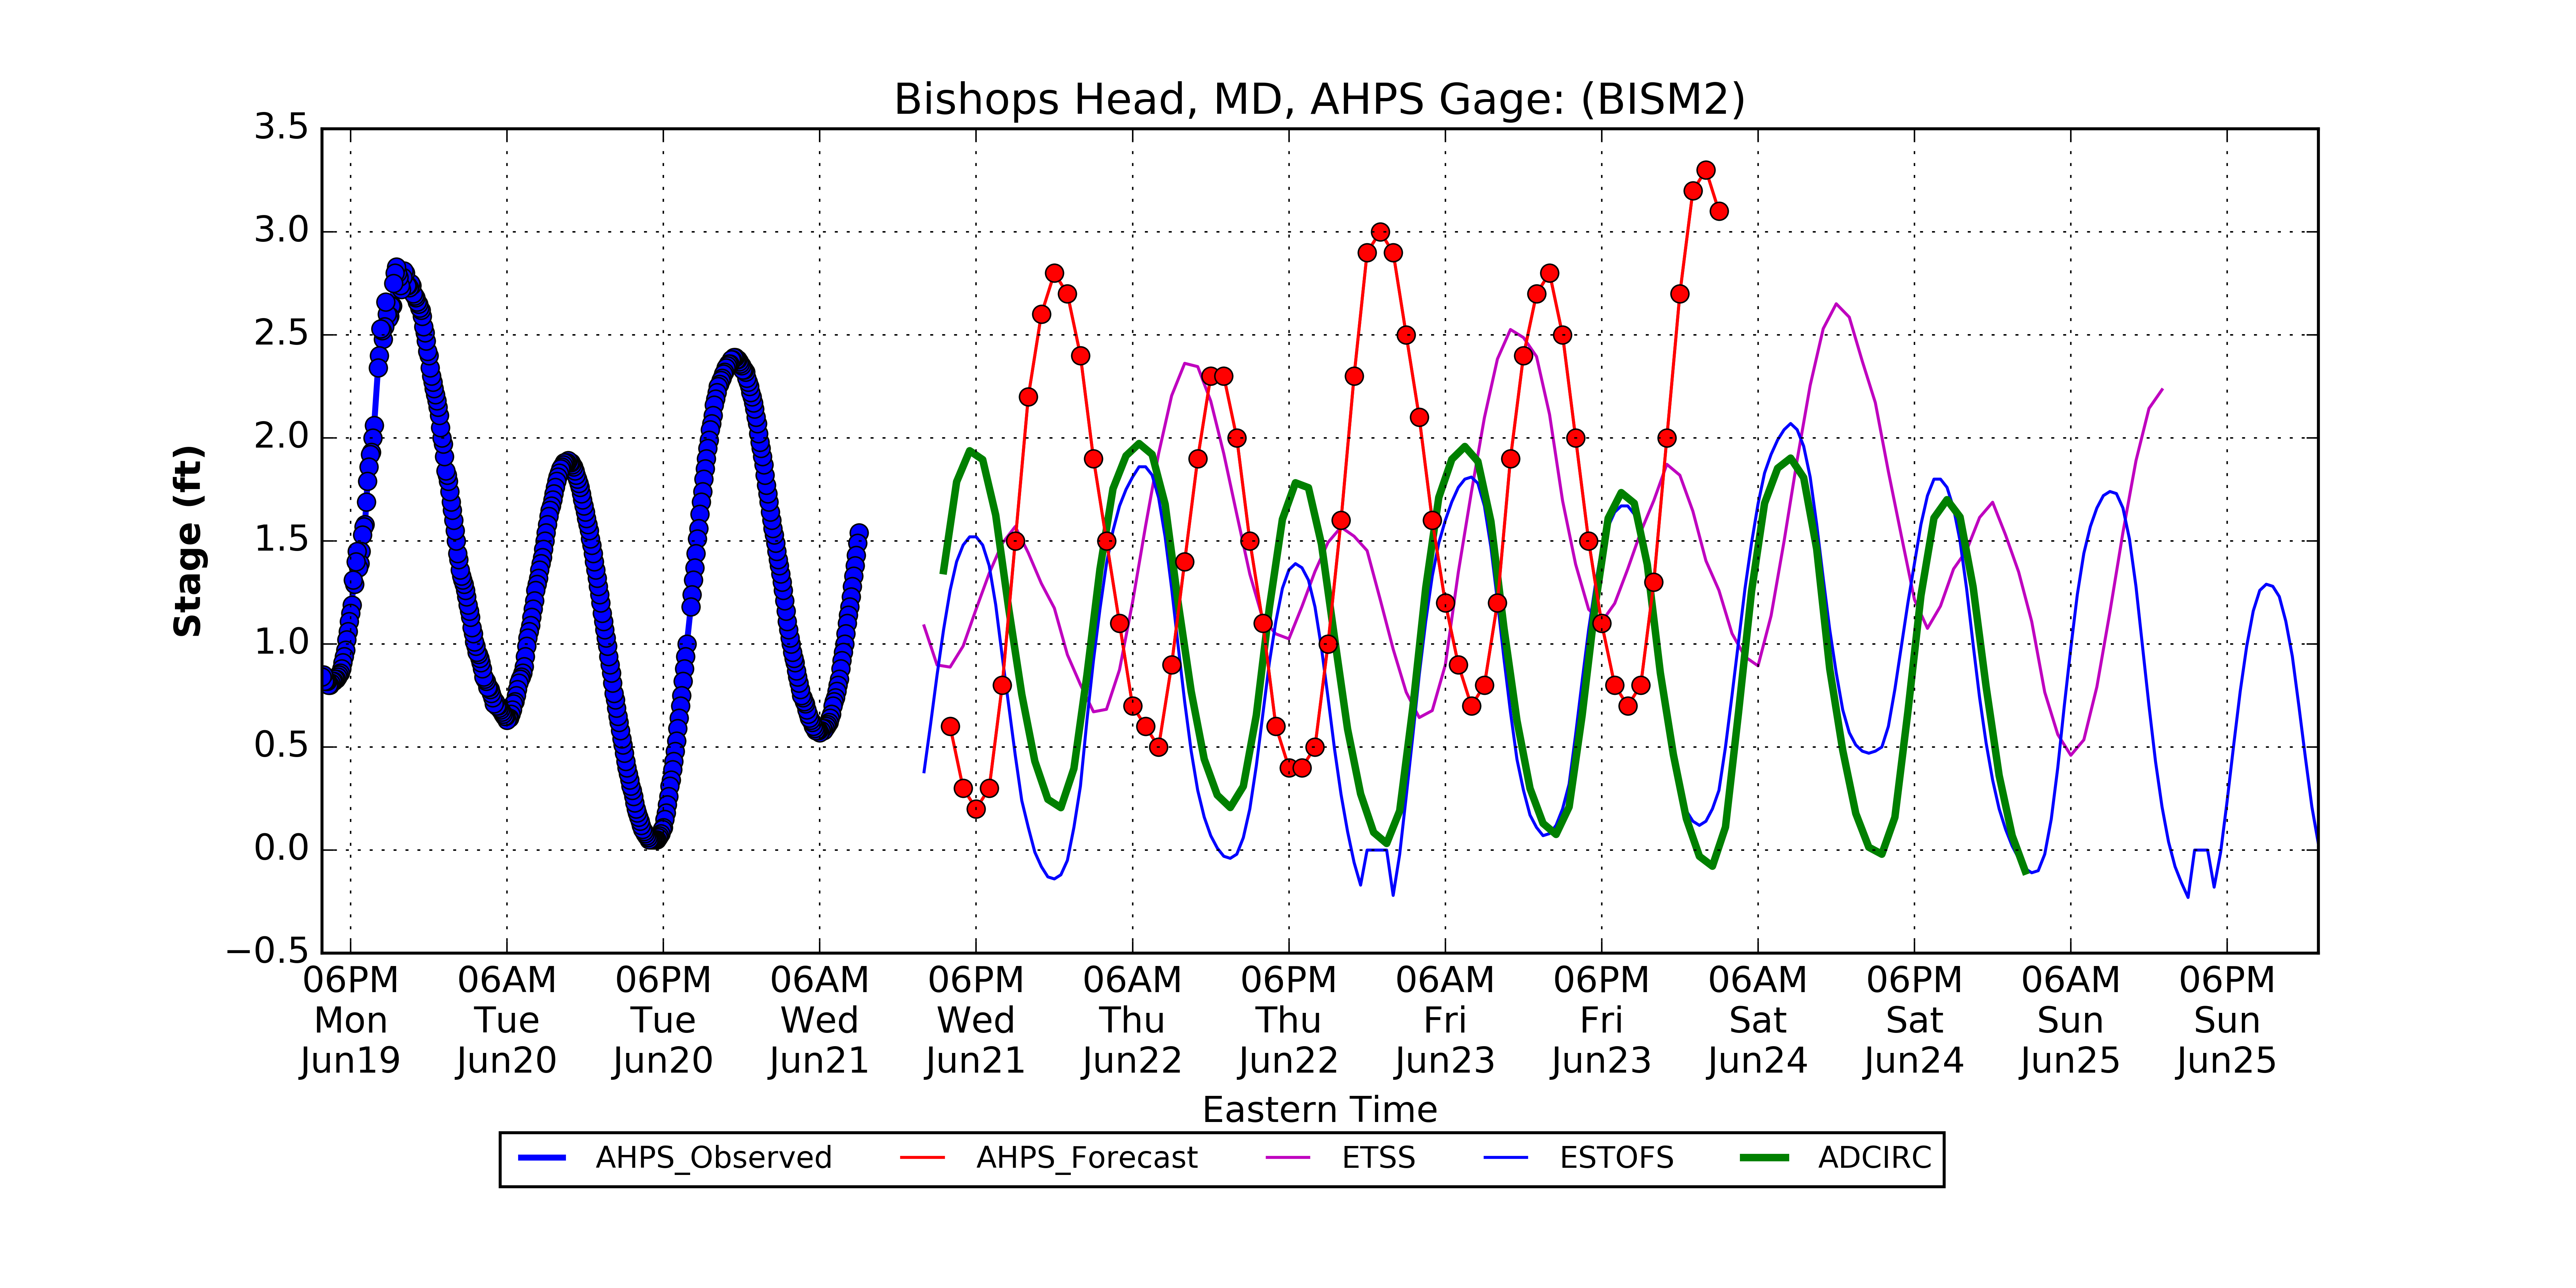 Bishops Head, MD, AHPS Gage: (BISM2)
3.5
3.0
2.5
2.0
1.5
1.0
0.5
0.0
−0.5
Stage (ft)
06PM 06AM 06PM 06AM 06PM 06AM 06PM 06AM 06PM 06AM 06PM 06AM 06PM
Mon Tue Tue Wed Wed Thu Thu Fri Fri Sat Sat Sun Sun
Jun19 Jun20 Jun20 Jun21 Jun21 Jun22 Jun22 Jun23 Jun23 Jun24 Jun24 Jun25 Jun25
Eastern Time
AHPS_Observed AHPS_Forecast ETSS ESTOFS ADCIRC